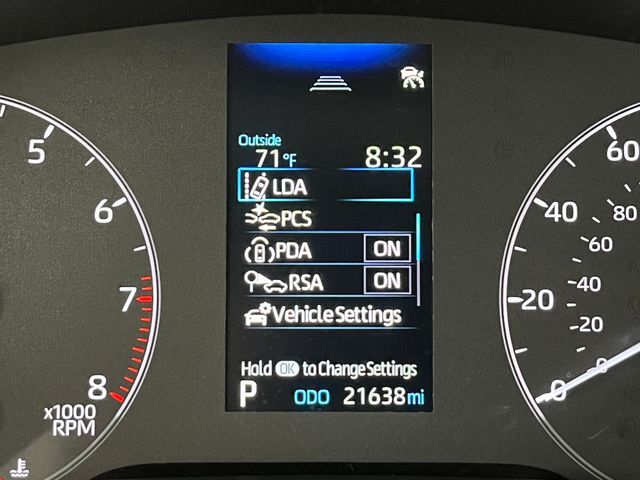 5
6
7
8
x1000
RPM
Outside
71°F 8:32
LDA
PCS
PDA ON
RSA ON
Vehicle Settings
Hold OK to Change Settings
P ODO 21638 mi
60
80
40
60
40
20
20
0
0